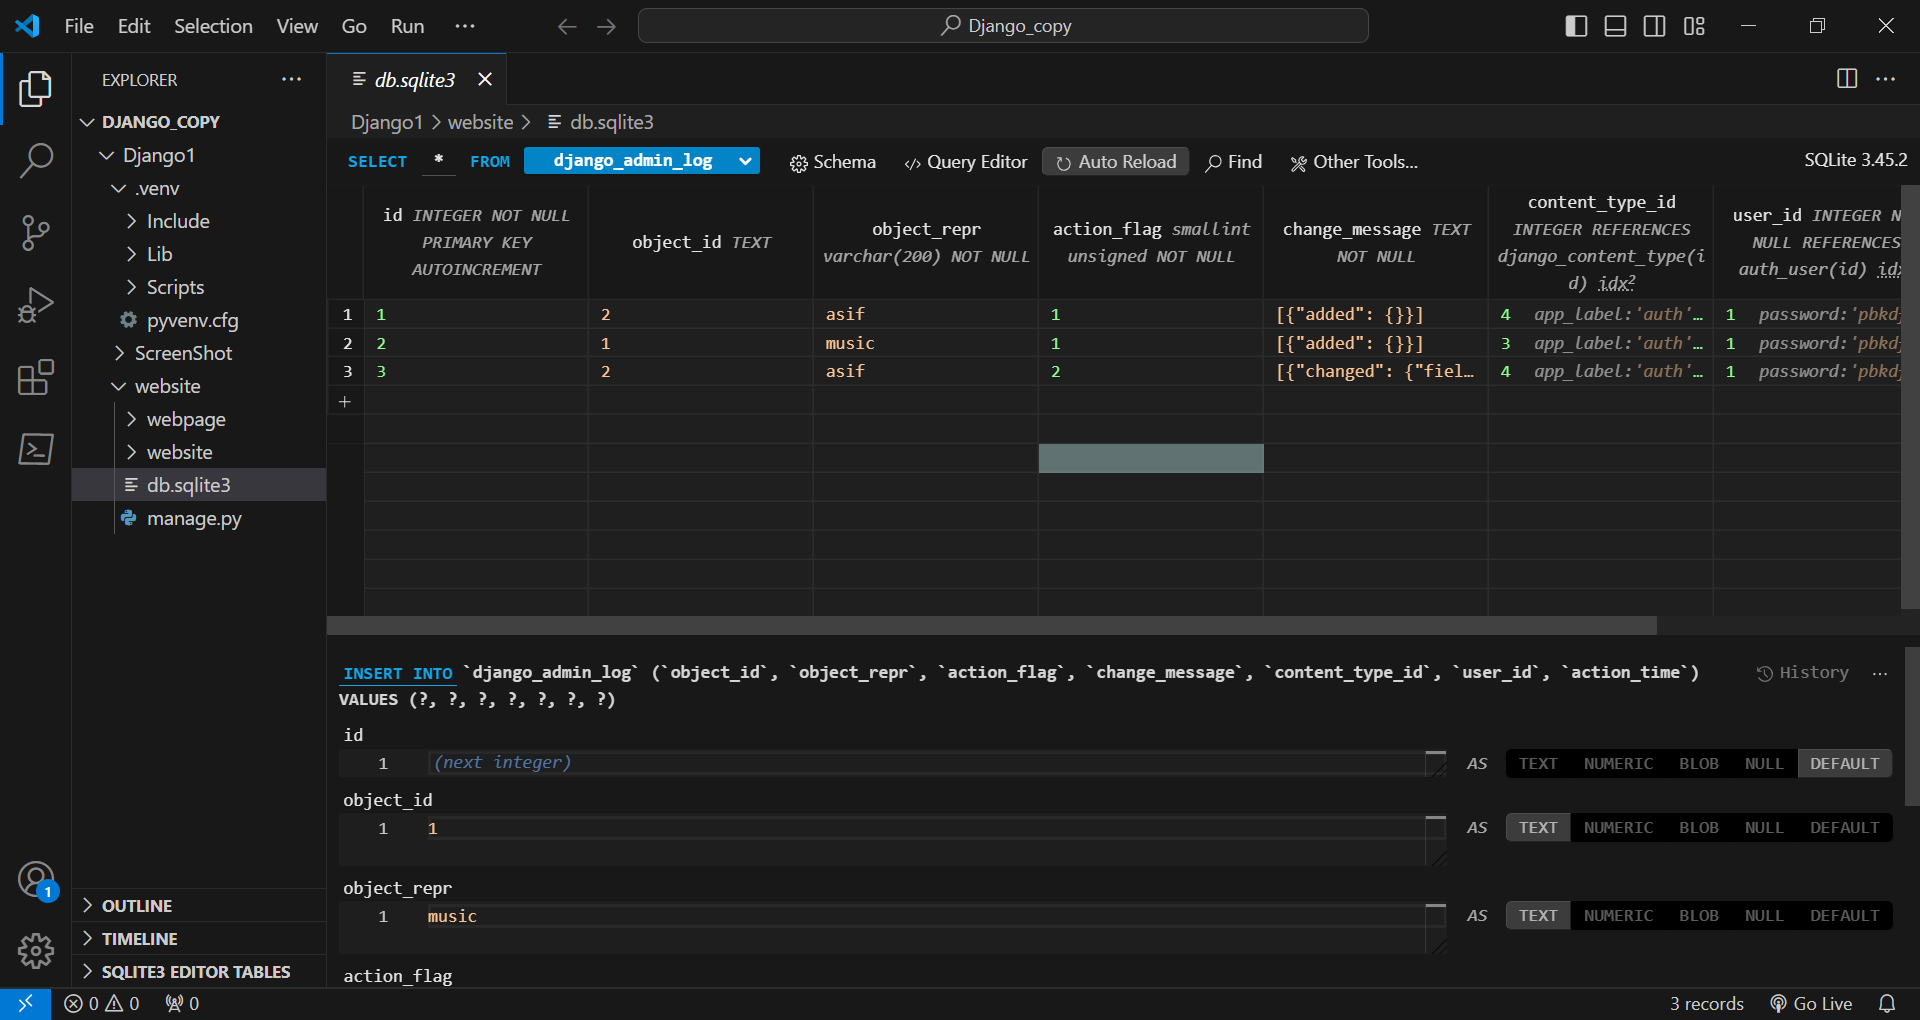 File Edit Selection View Go Run ··· Django_copy
EXPLORER ···
DJANGO_COPY
Django1
.venv
Include
Lib
Scripts
pyvenv.cfg
ScreenShot
website
webpage
website
db.sqlite3
manage.py
OUTLINE
TIMELINE
SQLITE3 EDITOR TABLES
db.sqlite3
Django1 > website > db.sqlite3
SELECT * FROM django_admin_log Schema Query Editor Auto Reload Find Other Tools... SQLite 3.45.2
id INTEGER NOT NULL PRIMARY KEY AUTOINCREMENT
object_id TEXT
object_repr varchar(200) NOT NULL
action_flag smallint unsigned NOT NULL
change_message TEXT NOT NULL
content_type_id INTEGER REFERENCES django_content_type(id) idx2
user_id INTEGER N
NULL REFERENCES
auth_user(id) idx
1 1 2 asif 1 [{"added": {}}] 4 app_label:'auth'… 1 password:'pbkd
2 2 1 music 1 [{"added": {}}] 3 app_label:'auth'… 1 password:'pbkd
3 3 2 asif 2 [{"changed": {"fiel… 4 app_label:'auth'… 1 password:'pbkd
+
INSERT INTO `django_admin_log` (`object_id`, `object_repr`, `action_flag`, `change_message`, `content_type_id`, `user_id`, `action_time`) History ···
VALUES (?, ?, ?, ?, ?, ?, ?)
id
1 (next integer) AS TEXT NUMERIC BLOB NULL DEFAULT
object_id
1 1 AS TEXT NUMERIC BLOB NULL DEFAULT
object_repr
1 music AS TEXT NUMERIC BLOB NULL DEFAULT
action_flag
1
0 0 0 3 records Go Live